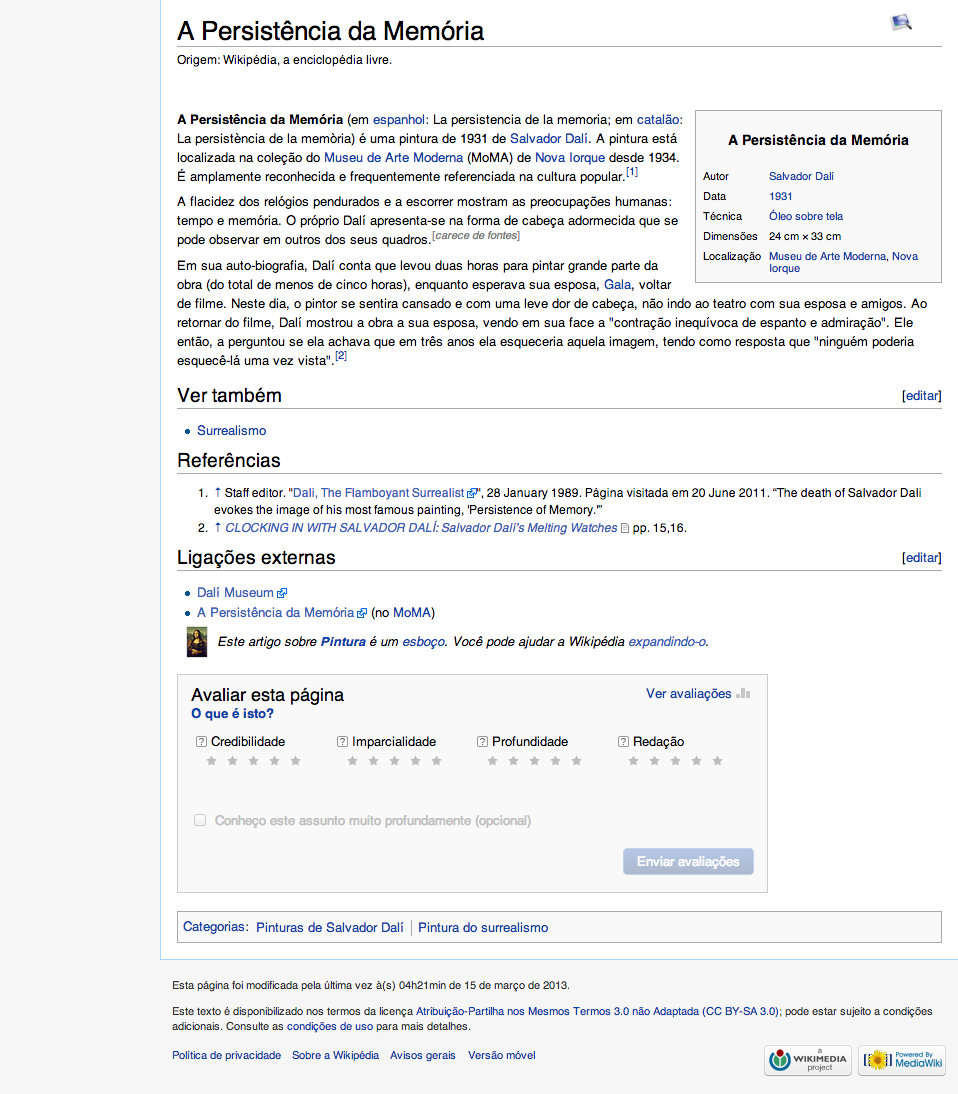 A Persistência da Memória
Origem: Wikipédia, a enciclopédia livre.
A Persistência da Memória (em espanhol: La persistencia de la memoria; em catalão:
La persistència de la memòria) é uma pintura de 1931 de Salvador Dalí. A pintura está
localizada na coleção do Museu de Arte Moderna (MoMA) de Nova Iorque desde 1934.
É amplamente reconhecida e frequentemente referenciada na cultura popular.[1]
A flacidez dos relógios pendurados e a escorrer mostram as preocupações humanas:
tempo e memória. O próprio Dalí apresenta-se na forma de cabeça adormecida que se
pode observar em outros dos seus quadros.[carece de fontes]
A Persistência da Memória
Autor Salvador Dalí
Data 1931
Técnica Óleo sobre tela
Dimensões 24 cm × 33 cm
Localização Museu de Arte Moderna, Nova
Iorque
Em sua auto-biografia, Dalí conta que levou duas horas para pintar grande parte da
obra (do total de menos de cinco horas), enquanto esperava sua esposa, Gala, voltar
de filme. Neste dia, o pintor se sentira cansado e com uma leve dor de cabeça, não indo ao teatro com sua esposa e amigos. Ao
retornar do filme, Dalí mostrou a obra a sua esposa, vendo em sua face a "contração inequívoca de espanto e admiração". Ele
então, a perguntou se ela achava que em três anos ela esqueceria aquela imagem, tendo como resposta que "ninguém poderia
esquecê-lá uma vez vista".[2]
Ver também [editar]
• Surrealismo
Referências
1. ↑ Staff editor. "Dali, The Flamboyant Surrealist", 28 January 1989. Página visitada em 20 June 2011. “The death of Salvador Dali
evokes the image of his most famous painting, 'Persistence of Memory.'”
2. ↑ CLOCKING IN WITH SALVADOR DALÍ: Salvador Dalí’s Melting Watches pp. 15,16.
Ligações externas [editar]
• Dalí Museum
• A Persistência da Memória (no MoMA)
Este artigo sobre Pintura é um esboço. Você pode ajudar a Wikipédia expandindo-o.
Avaliar esta página Ver avaliações
O que é isto?
? Credibilidade ? Imparcialidade ? Profundidade ? Redação
Conheço este assunto muito profundamente (opcional)
Enviar avaliações
Categorias: Pinturas de Salvador Dalí | Pintura do surrealismo
Esta página foi modificada pela última vez à(s) 04h21min de 15 de março de 2013.
Este texto é disponibilizado nos termos da licença Atribuição-Partilha nos Mesmos Termos 3.0 não Adaptada (CC BY-SA 3.0); pode estar sujeito a condições
adicionais. Consulte as condições de uso para mais detalhes.
Política de privacidade Sobre a Wikipédia Avisos gerais Versão móvel
a
WIKIMEDIA
project
Powered By
MediaWiki